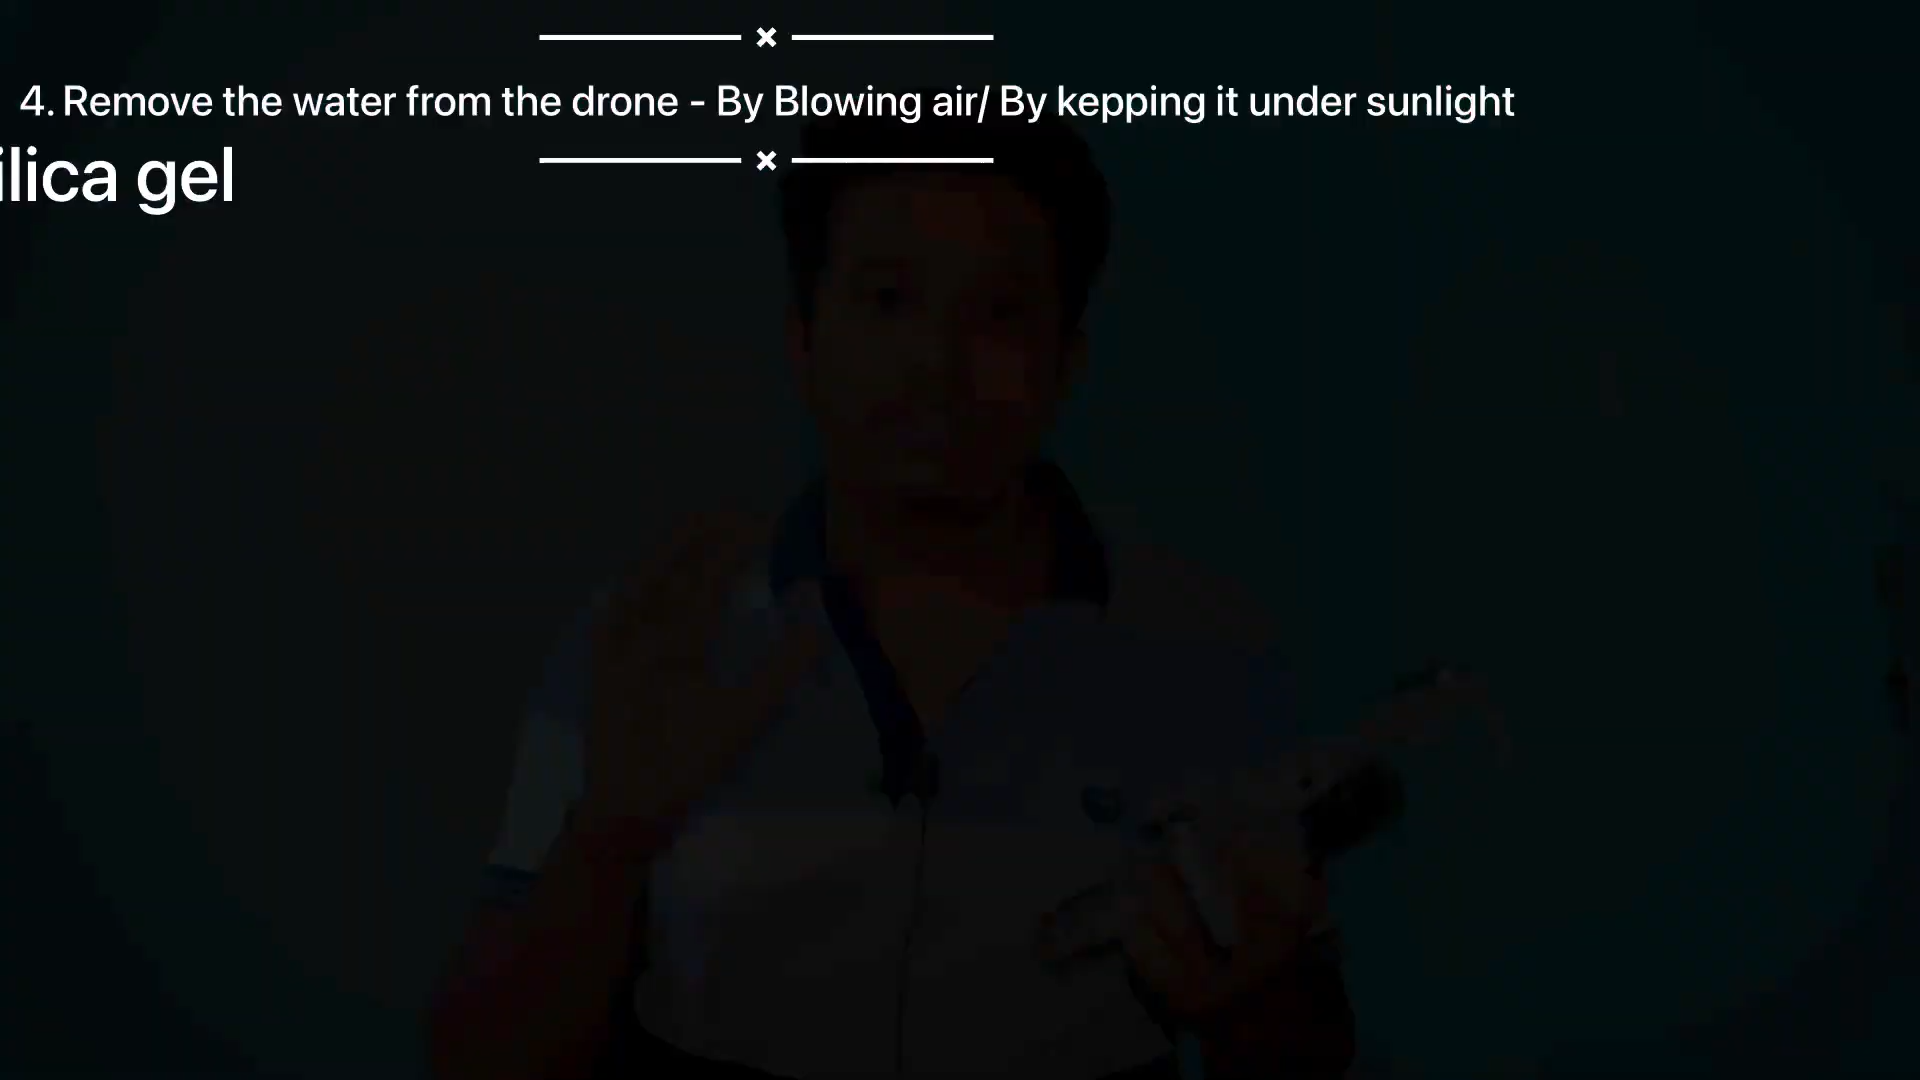 4. Remove the water from the drone - By Blowing air/ By kepping it under sunlight
ilica gel